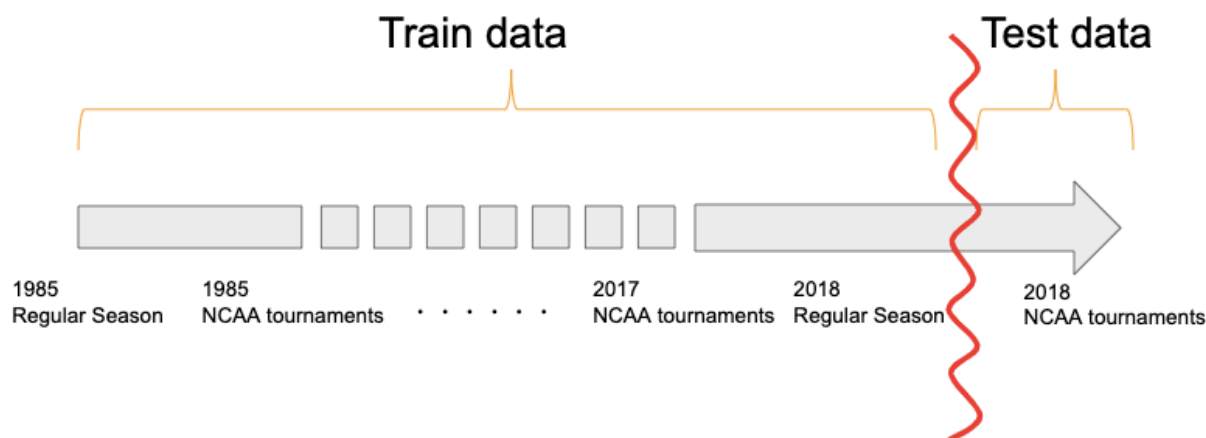 Train data
Test data
1985
Regular Season
1985
NCAA tournaments
. . . . . .
2017
NCAA tournaments
2018
Regular Season
2018
NCAA tournaments